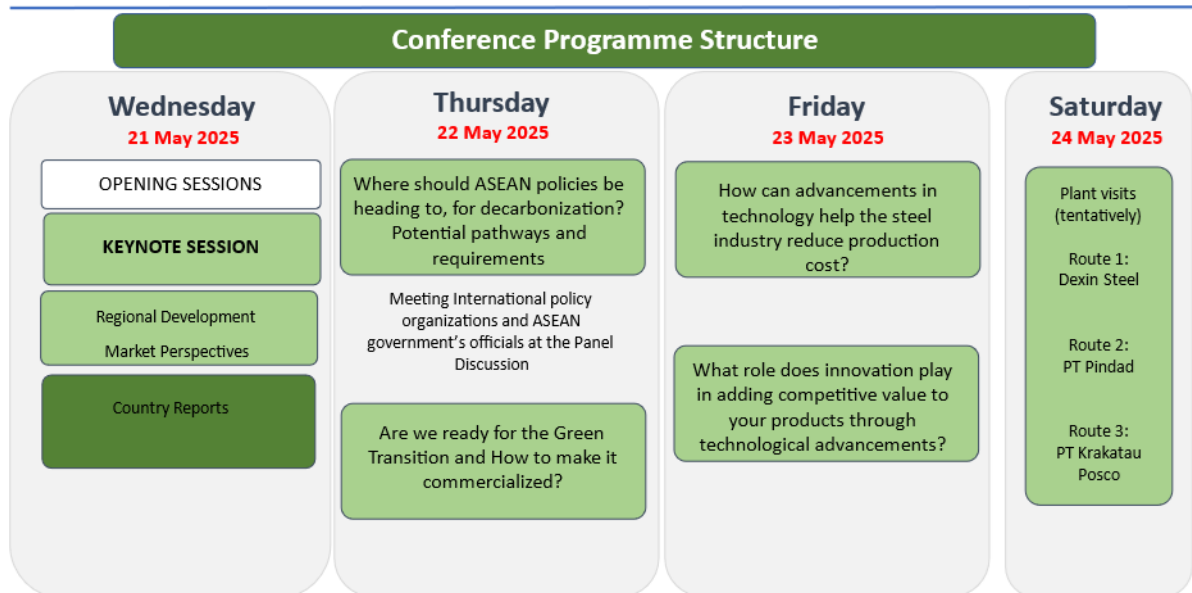 Conference Programme Structure
Wednesday
21 May 2025
OPENING SESSIONS
KEYNOTE SESSION
Regional Development
Market Perspectives
Country Reports
Thursday
22 May 2025
Where should ASEAN policies be
heading to, for decarbonization?
Potential pathways and
requirements
Meeting International policy
organizations and ASEAN
government's officials at the Panel
Discussion
Are we ready for the Green
Transition and How to make it
commercialized?
Friday
23 May 2025
How can advancements in
technology help the steel
industry reduce production
cost?
What role does innovation play
in adding competitive value to
your products through
technological advancements?
Saturday
24 May 2025
Plant visits
(tentatively)
Route 1:
Dexin Steel
Route 2:
PT Pindad
Route 3:
PT Krakatau
Posco